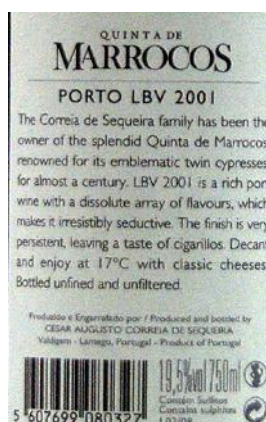 QUINTA DE
MARROCOS
PORTO LBV 2001
The Correia de Sequeira family has been the
owner of the splendid Quinta de Marrocos
renowned for its emblematic twin cypresses
for almost a century. LBV 2001 is a rich port
wine with a dissolute array of flavours, which
makes it irresistibly seductive. The finish is very
persistent, leaving a taste of cigarillos. Decant
and enjoy at 17°C with classic cheeses.
Bottled unfined and unfiltered.
Produzido e Engarrafado por / Produced and bottled by
CESAR AUGUSTO CORREIA DE SEQUEIRA
Valdigem - Lamego, Portugal - Product of Portugal
19,5%vol 750ml
Contém Sulfitos
Contains sulphites
5 607699 080327